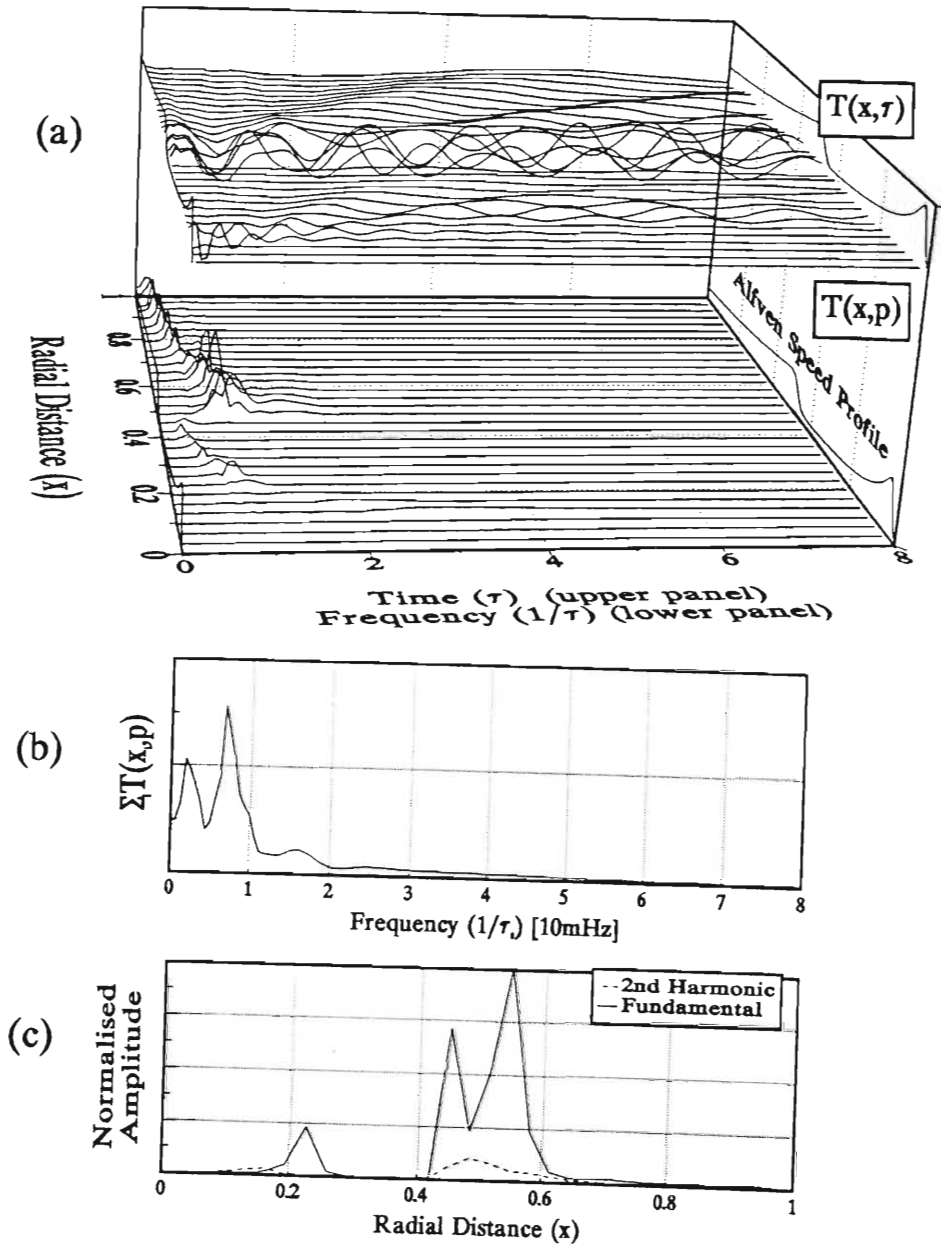 (a)
T(x,τ)
T(x,p)
Alfven Speed Profile
Radial Distance (x)
0.8
0.6
0.4
0.2
0
0 2 4 6 8
Time (τ) (upper panel)
Frequency (1/τ) (lower panel)
(b)
ΣT(x,p)
0 1 2 3 4 5 6 7 8
Frequency (1/τ,) [10mHz]
(c)
Normalised
Amplitude
2nd Harmonic
Fundamental
0 0.2 0.4 0.6 0.8 1
Radial Distance (x)